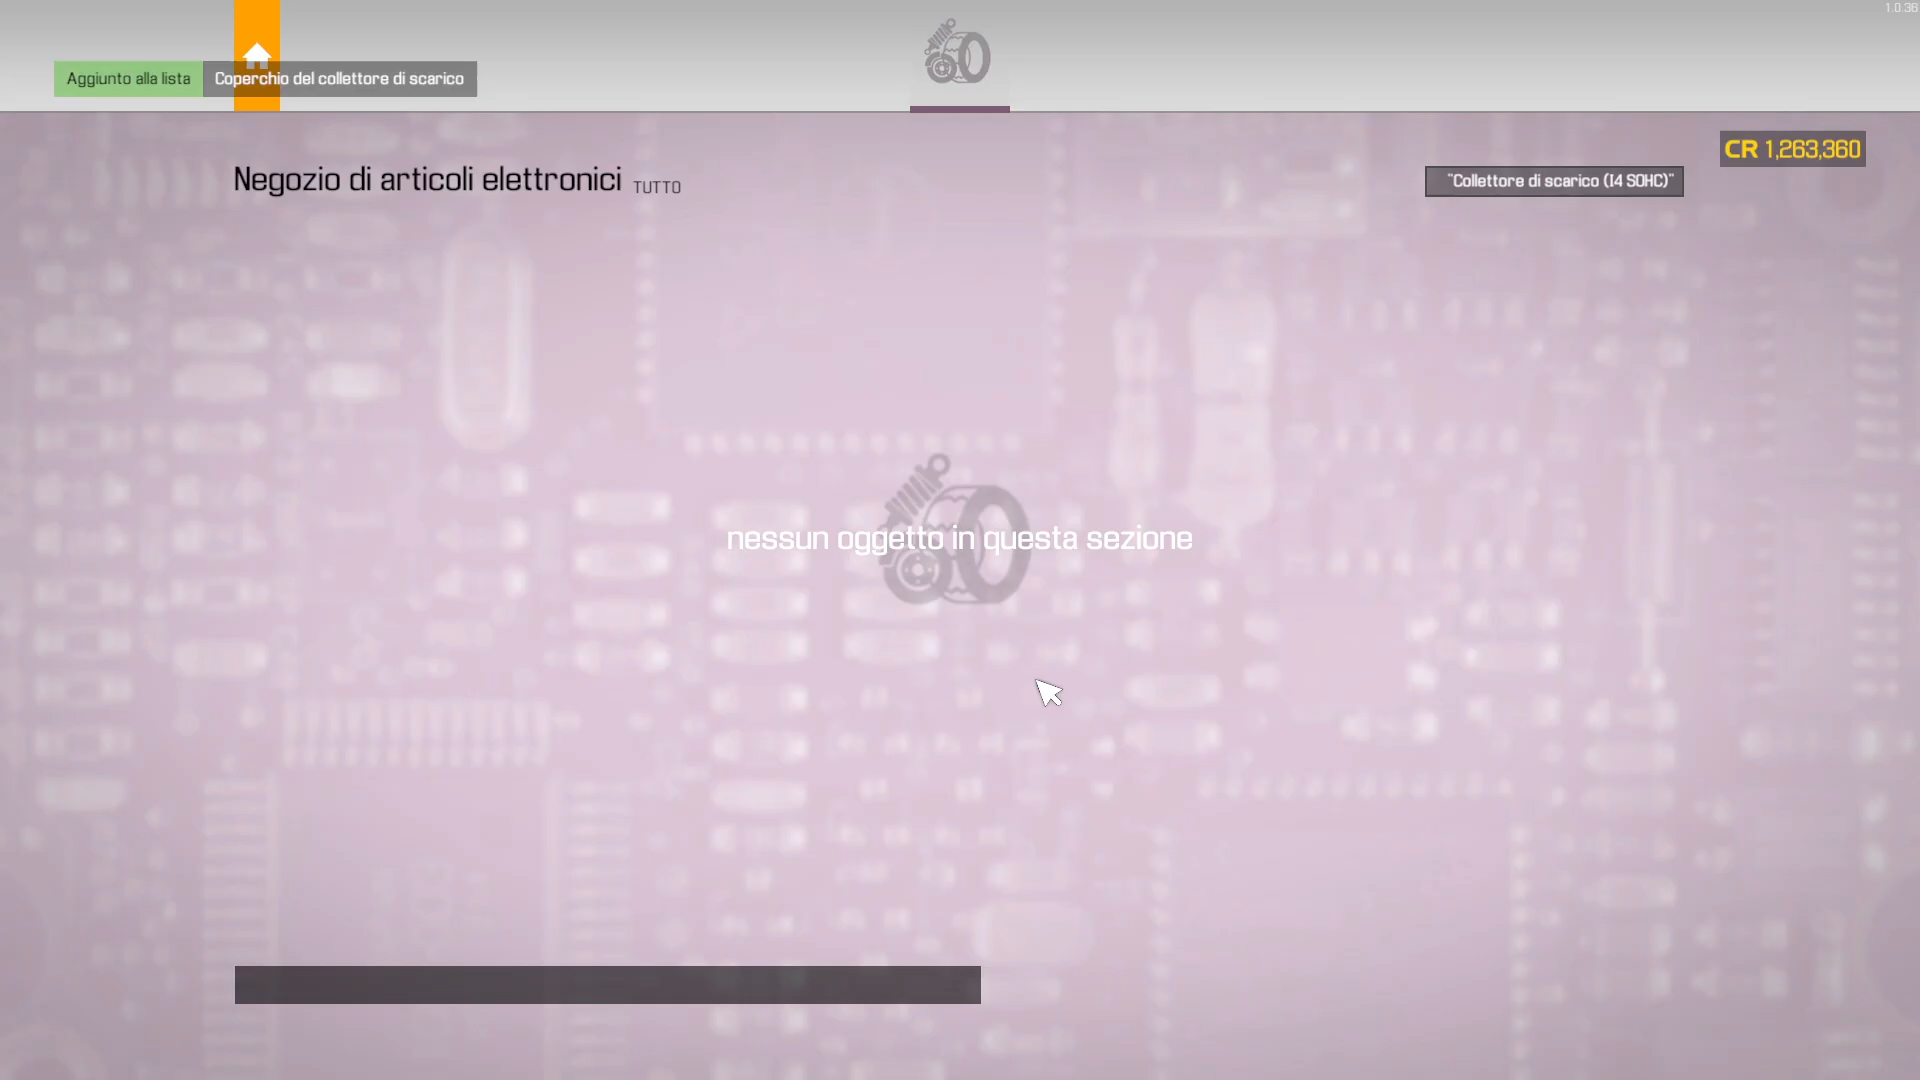 1.0.36
Aggiunto alla lista Coperchio del collettore di scarico
CR 1,263,360
Negozio di articoli elettronici TUTTO
"Collettore di scarico (I4 SOHC)"
nessun oggetto in questa sezione